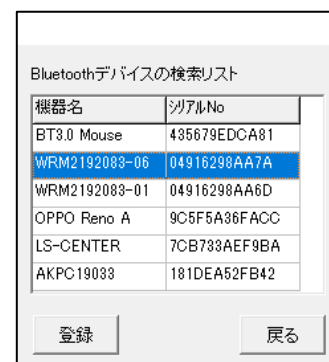 Bluetoothデバイスの検索リスト
機器名 ｼﾘｱﾙNo
BT3.0 Mouse 435679EDCA81
WRM2192083-06 04916298AA7A
WRM2192083-01 04916298AA6D
OPPO Reno A 9C5F5A36FACC
LS-CENTER 7CB733AEF9BA
AKPC19033 181DEA52FB42
登録 戻る